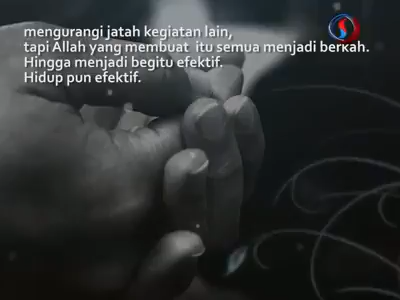 mengurangi jatah kegiatan lain,
tapi Allah yang membuat itu semua menjadi berkah.
Hingga menjadi begitu efektif.
Hidup pun efektif.